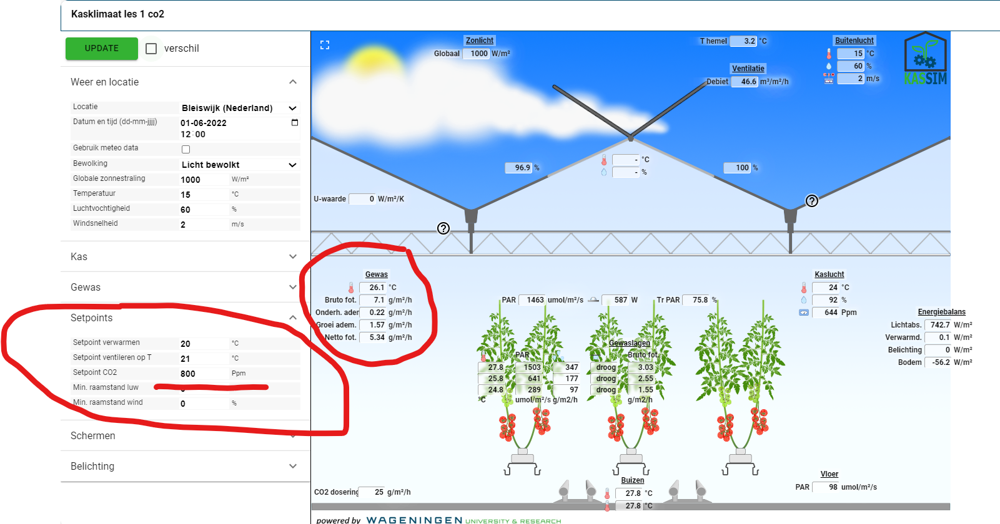 Kasklimaat les 1 co2
UPDATE
verschil
Weer en locatie
Locatie Bleiswijk (Nederland)
Datum en tijd (dd-mm-jjjj) 01-06-2022
12:00
Gebruik meteo data
Bewolking Licht bewolkt
Globale zonnestraling 1000 W/m²
Temperatuur 15 °C
Luchtvochtigheid 60 %
Windsnelheid 2 m/s
Kas
Gewas
Setpoints
Setpoint verwarmen 20 °C
Setpoint ventileren op T 21 °C
Setpoint CO2 800 Ppm
Min. raamstand luw
Min. raamstand wind 0 %
Schermen
Belichting
Zonlicht
Globaal 1000 W/m²
T hemel 3.2 °C
Ventilatie
Debiet 46.6 m³/m²/h
Buitenlucht
15 °C
60 %
2 m/s
KASSIM
96.9 %
- °C
- %
100 %
U-waarde 0 W/m²/K
?
?
Gewas
26.1 °C
Bruto fot. 7.1 g/m²/h
Onderh. adem 0.22 g/m²/h
Groei adem. 1.57 g/m²/h
Netto fot. 5.34 g/m²/h
PAR 1463 umol/m²/s 587 W Tr PAR 75.8 %
Kaslucht
24 °C
92 %
644 Ppm
Energiebalans
Lichtabs. 742.7 W/m²
Verwarmd. 0.1 W/m²
Belichting 0 W/m²
Bodem -56.2 W/m²
Gewaslagen
PAR Bruto fot.
27.8 1503 347 droog 3.03
25.8 641 177 droog 2.55
24.8 289 97 droog 1.55
°C umol/m²/s g/m2/h g/m2/h
CO2 dosering 25 g/m²/h
Buizen
27.8 °C
27.8 °C
Vloer
PAR 98 umol/m²/s
powered by WAGENINGEN UNIVERSITY & RESEARCH